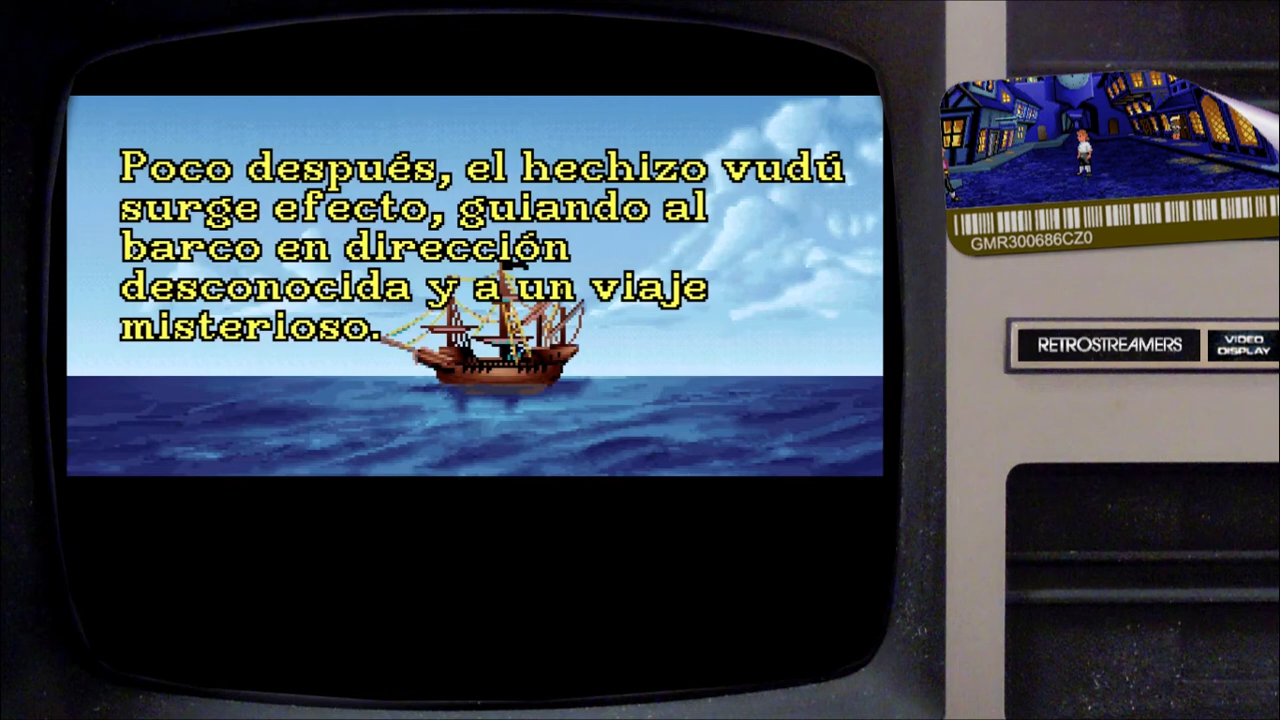 Poco después, el hechizo vudú
surge efecto, guiando al
barco en dirección
desconocida y a un viaje
misterioso.
GMR300686CZ0
RETROSTREAMERS
VIDEO
DISPLAY